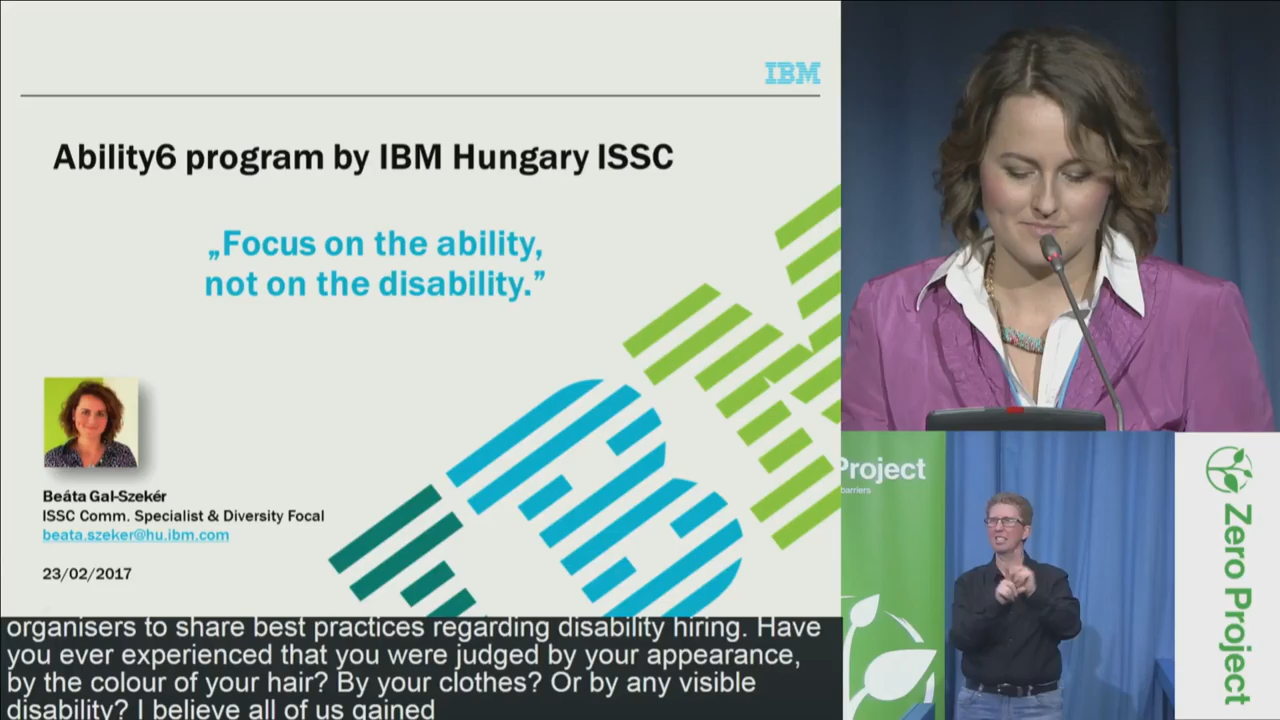 IBM
Ability6 program by IBM Hungary ISSC
„Focus on the ability,
not on the disability.”
Beáta Gal-Szekér
ISSC Comm. Specialist & Diversity Focal
beata.szeker@hu.ibm.com
23/02/2017
organisers to share best practices regarding disability hiring. Have
you ever experienced that you were judged by your appearance,
by the colour of your hair? By your clothes? Or by any visible
disability? I believe all of us gained
Project
barriers
Zero Project